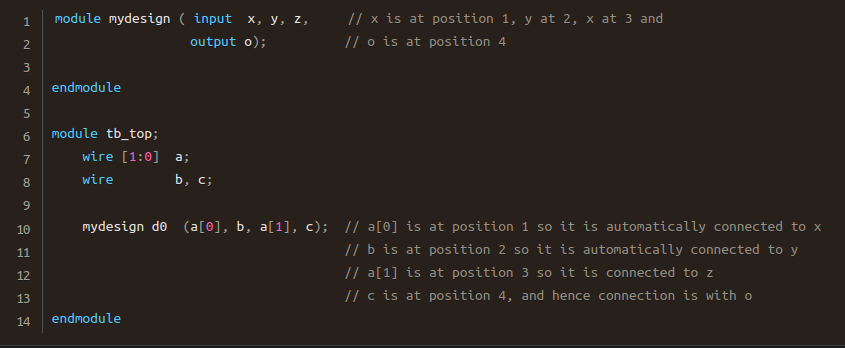 1 module mydesign ( input  x, y, z,     // x is at position 1, y at 2, x at 3 and
2                   output o);          // o is at position 4
3
4 endmodule
5
6 module tb_top;
7     wire [1:0]  a;
8     wire        b, c;
9
10     mydesign d0  (a[0], b, a[1], c);  // a[0] is at position 1 so it is automatically connected to x
11                                       // b is at position 2 so it is automatically connected to y
12                                       // a[1] is at position 3 so it is connected to z
13                                       // c is at position 4, and hence connection is with o
14 endmodule